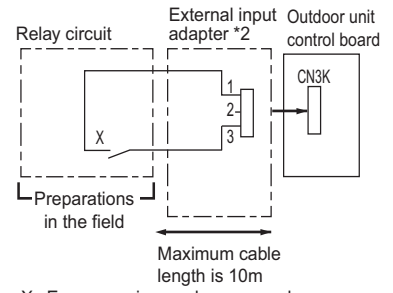 Relay circuit
External input
adapter *2
Outdoor unit
control board
CN3K
1
2
3
X
Preparations
in the field
Maximum cable
length is 10m